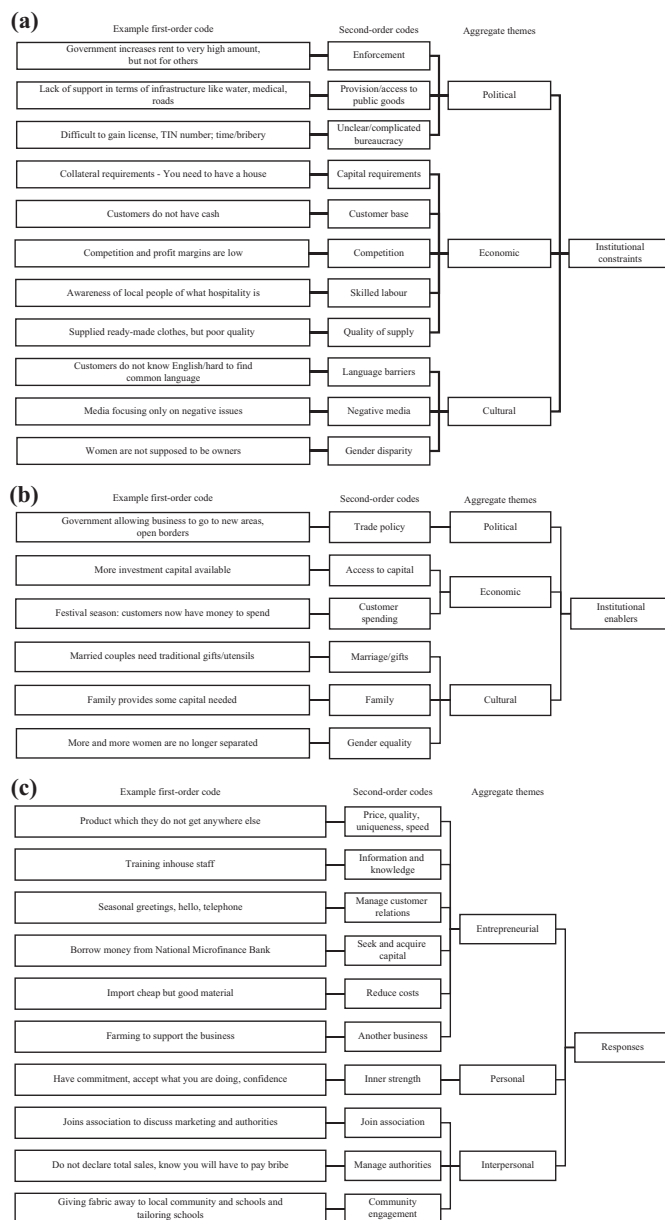 (a)
Example first-order code Second-order codes Aggregate themes
Government increases rent to very high amount,
but not for others
Enforcement
Lack of support in terms of infrastructure like water, medical,
roads
Provision/access to
public goods
Political
Difficult to gain license, TIN number; time/bribery
Unclear/complicated
bureaucracy
Collateral requirements - You need to have a house
Capital requirements
Customers do not have cash
Customer base
Competition and profit margins are low
Competition
Economic
Institutional
constraints
Awareness of local people of what hospitality is
Skilled labour
Supplied ready-made clothes, but poor quality
Quality of supply
Customers do not know English/hard to find
common language
Language barriers
Media focusing only on negative issues
Negative media
Cultural
Women are not supposed to be owners
Gender disparity
(b)
Example first-order code Second-order codes Aggregate themes
Government allowing business to go to new areas,
open borders
Trade policy
Political
More investment capital available
Access to capital
Economic
Festival season: customers now have money to spend
Customer
spending
Institutional
enablers
Married couples need traditional gifts/utensils
Marriage/gifts
Family provides some capital needed
Family
Cultural
More and more women are no longer separated
Gender equality
(c)
Example first-order code Second-order codes Aggregate themes
Product which they do not get anywhere else
Price, quality,
uniqueness, speed
Training inhouse staff
Information and
knowledge
Seasonal greetings, hello, telephone
Manage customer
relations
Entrepreneurial
Borrow money from National Microfinance Bank
Seek and acquire
capital
Import cheap but good material
Reduce costs
Farming to support the business
Another business
Responses
Have commitment, accept what you are doing, confidence
Inner strength
Personal
Joins association to discuss marketing and authorities
Join association
Do not declare total sales, know you will have to pay bribe
Manage authorities
Interpersonal
Giving fabric away to local community and schools and
tailoring schools
Community
engagement